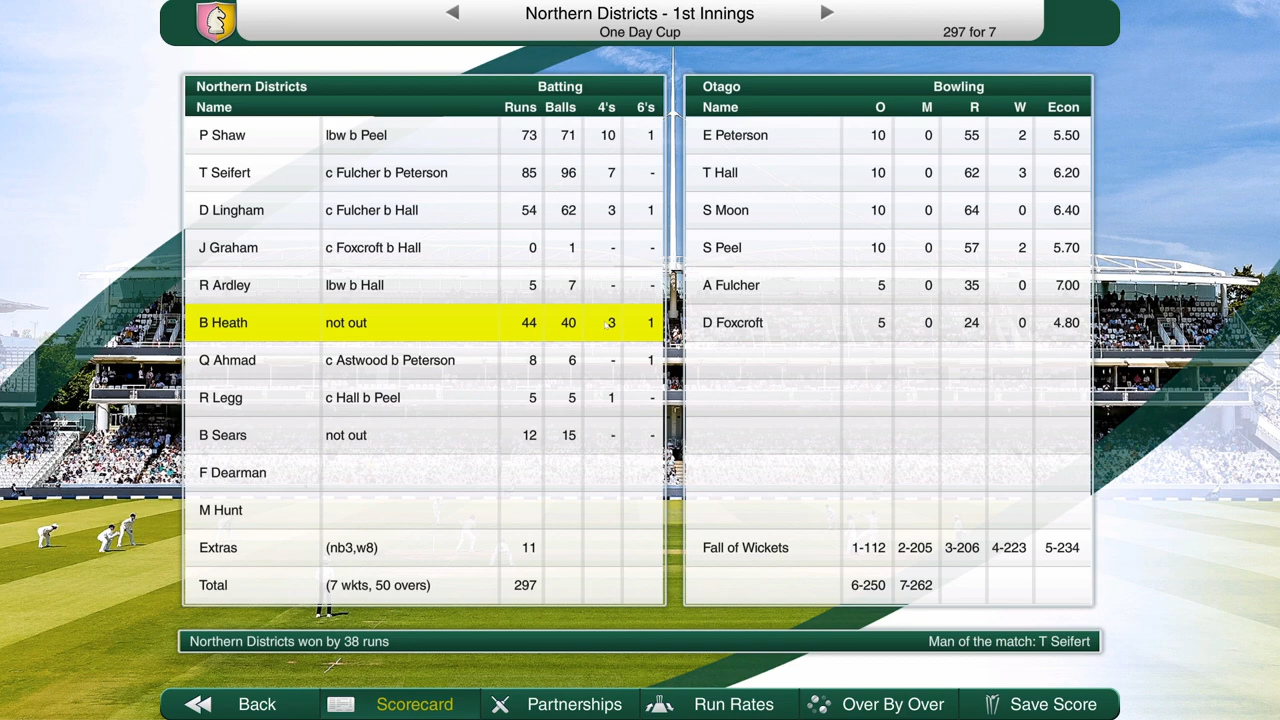 Northern Districts - 1st Innings
One Day Cup
297 for 7
Northern Districts Batting
Name Runs Balls 4's 6's
P Shaw lbw b Peel 73 71 10 1
T Seifert c Fulcher b Peterson 85 96 7 -
D Lingham c Fulcher b Hall 54 62 3 1
J Graham c Foxcroft b Hall 0 1 - -
R Ardley lbw b Hall 5 7 - -
B Heath not out 44 40 3 1
Q Ahmad c Astwood b Peterson 8 6 - 1
R Legg c Hall b Peel 5 5 1 -
B Sears not out 12 15 - -
F Dearman
M Hunt
Extras (nb3,w8) 11
Total (7 wkts, 50 overs) 297
Otago Bowling
Name O M R W Econ
E Peterson 10 0 55 2 5.50
T Hall 10 0 62 3 6.20
S Moon 10 0 64 0 6.40
S Peel 10 0 57 2 5.70
A Fulcher 5 0 35 0 7.00
D Foxcroft 5 0 24 0 4.80
Fall of Wickets 1-112 2-205 3-206 4-223 5-234
6-250 7-262
Northern Districts won by 38 runs Man of the match: T Seifert
Back Scorecard Partnerships Run Rates Over By Over Save Score